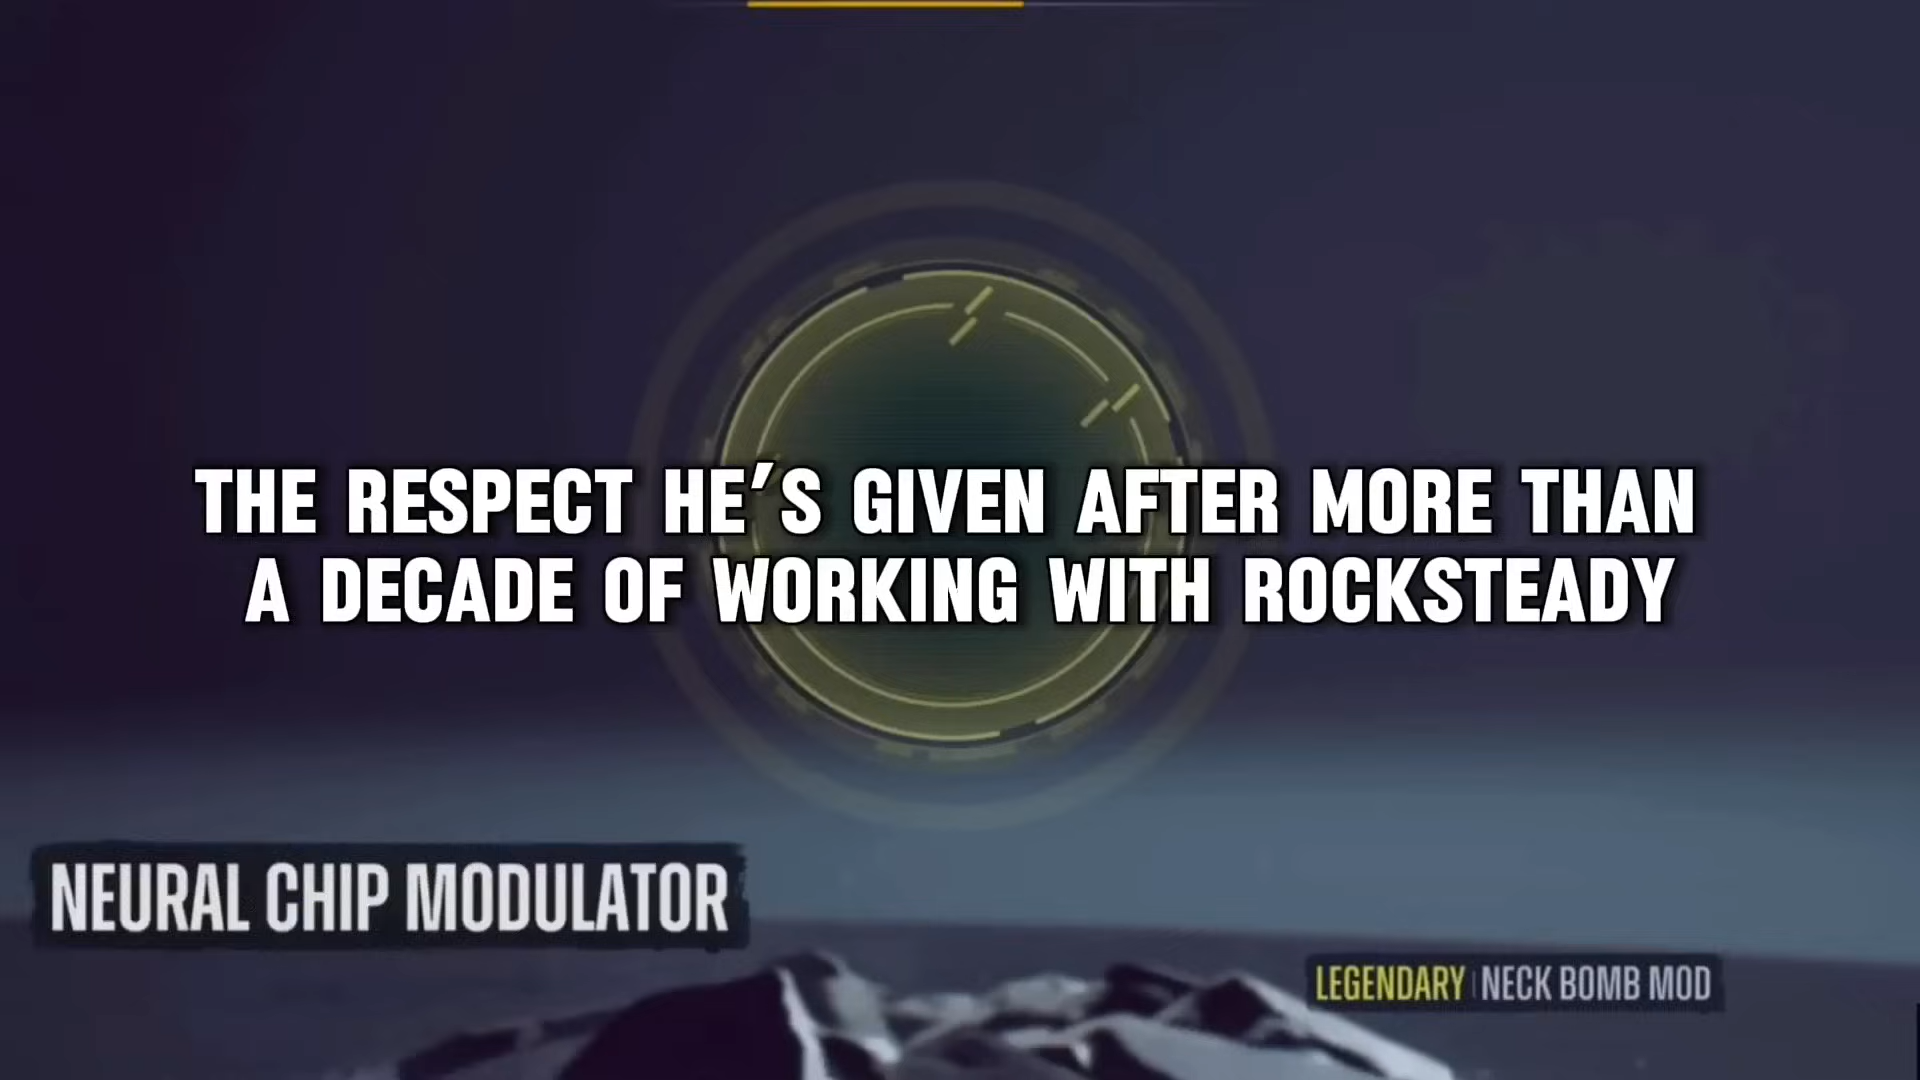 THE RESPECT HE'S GIVEN AFTER MORE THAN
A DECADE OF WORKING WITH ROCKSTEADY
NEURAL CHIP MODULATOR
LEGENDARY | NECK BOMB MOD